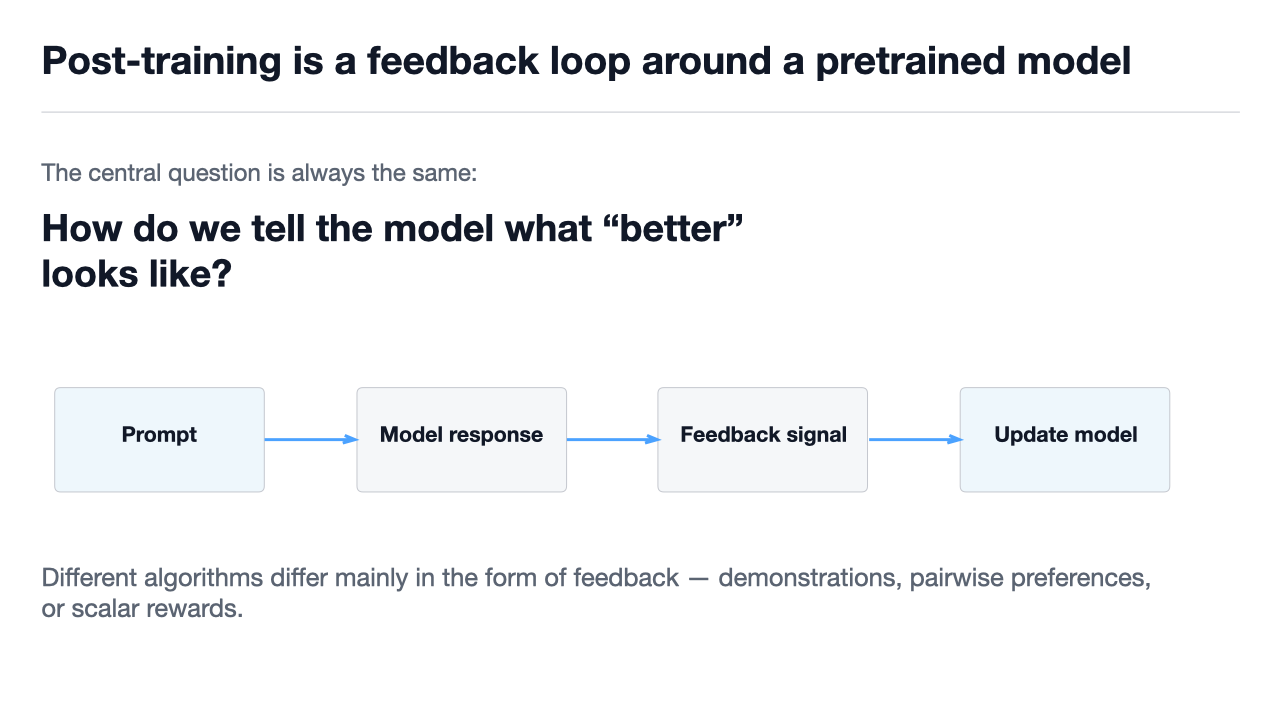 Post-training is a feedback loop around a pretrained model
The central question is always the same:
How do we tell the model what “better”
looks like?
Prompt
Model response
Feedback signal
Update model
Different algorithms differ mainly in the form of feedback — demonstrations, pairwise preferences,
or scalar rewards.